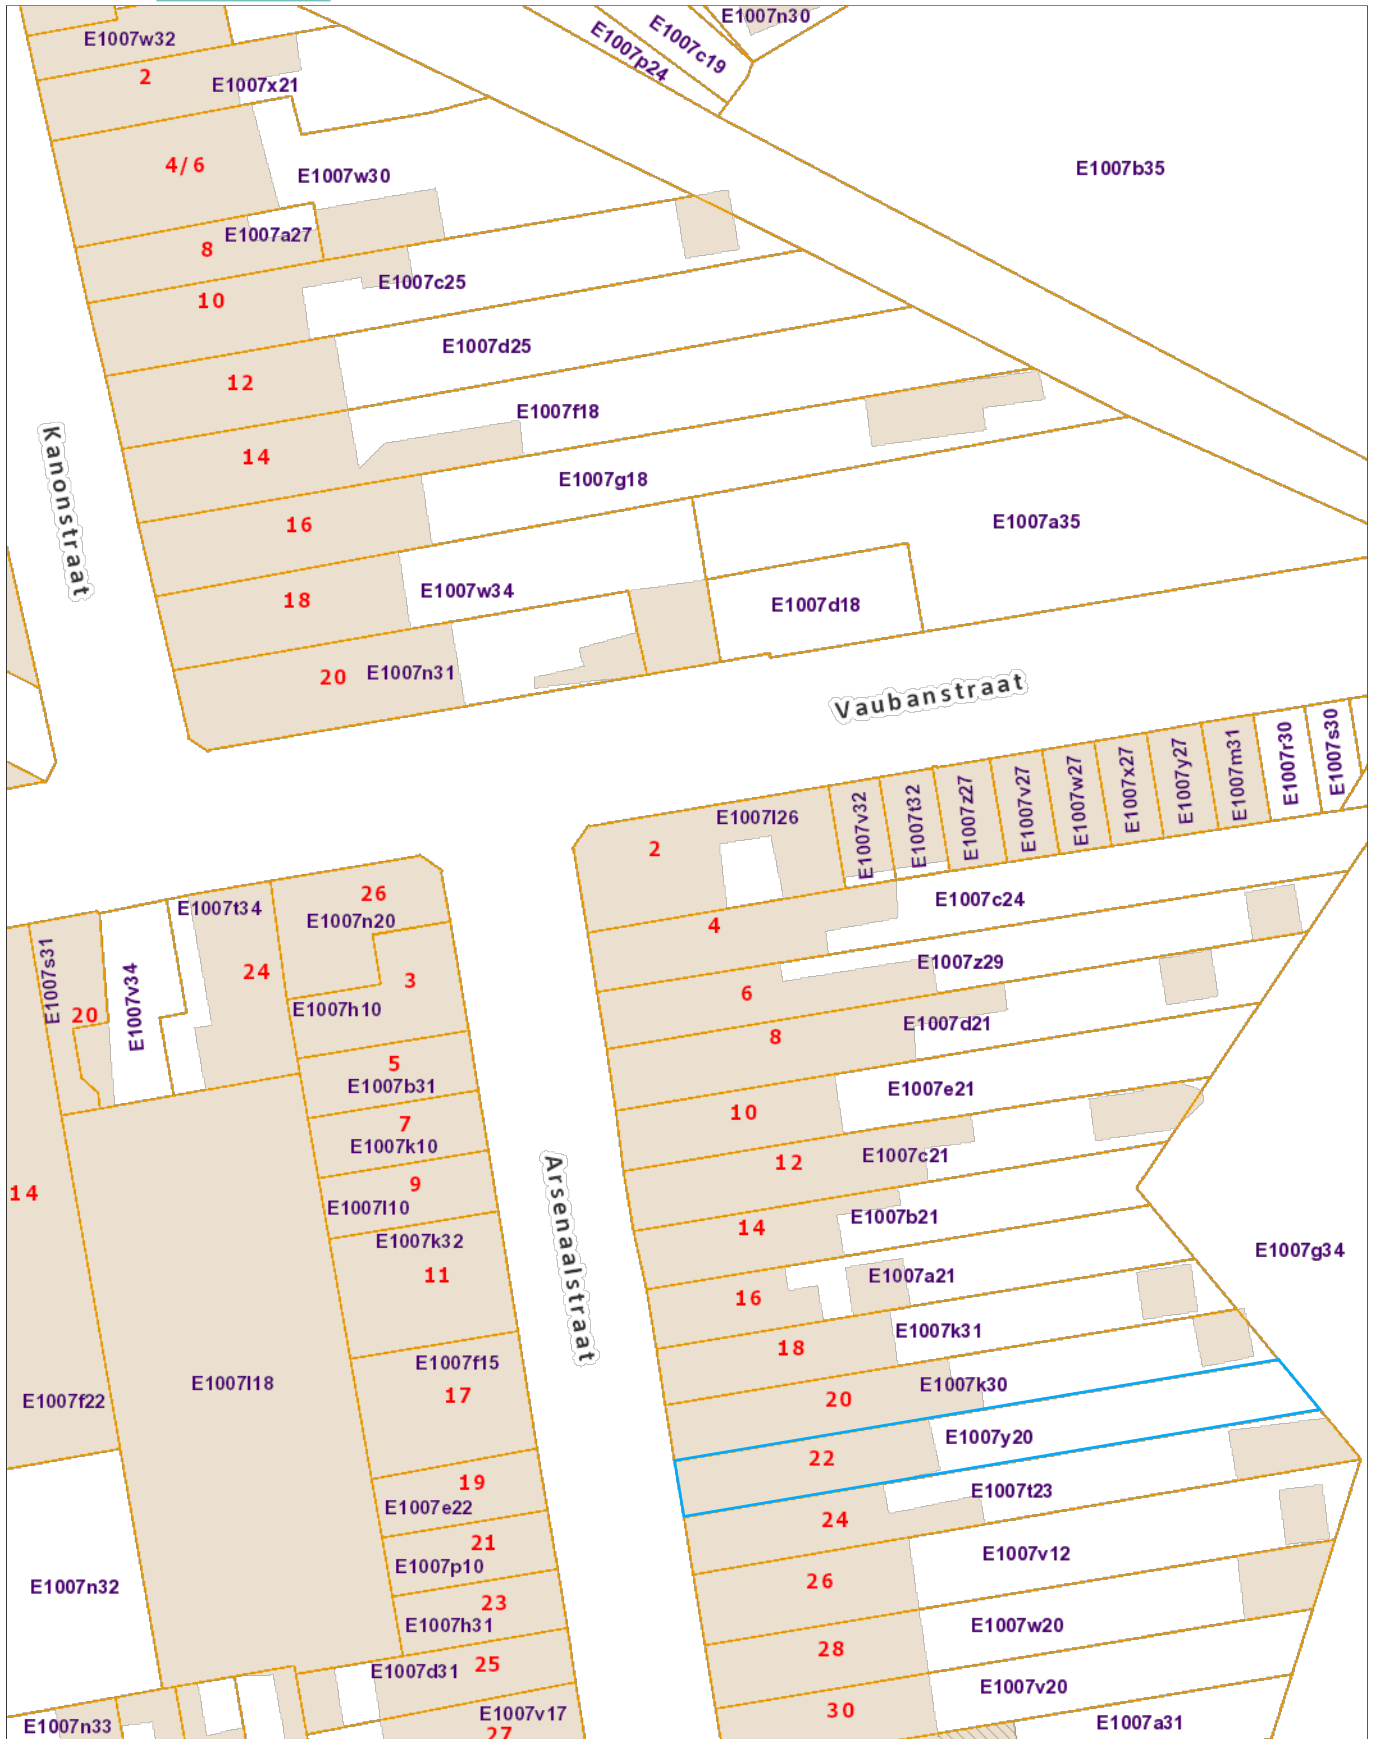 E1007n30
E1007w32
E1007c19
E1007p24
2
E1007x21
4/ 6
E1007b35
E1007w30
E1007a27
8
E1007c25
10
E1007d25
12
E1007f18
14
E1007g18
Kanonstraat
16
E1007a35
E1007w34
18
E1007d18
20
E1007n31
Vaubanstraat
E1007s30
E1007r30
E1007m31
E1007y27
E1007x27
E1007w27
E1007v27
E1007z27
E1007t32
E1007v32
E1007l26
2
26
E1007c24
E1007t34
E1007n20
4
E1007z29
24
3
E1007s31
6
E1007v34
E1007h10
20
E1007d21
8
5
E1007b31
E1007e21
10
7
E1007k10
E1007c21
12
14
9
E1007l10
E1007b21
14
E1007k32
E1007g34
11
E1007a21
16
Arsenaalstraat
E1007k31
18
E1007f15
E1007l18
17
E1007k30
20
E1007f22
E1007y20
22
19
E1007t23
E1007e22
24
21
E1007v12
E1007p10
26
E1007n32
23
E1007h31
E1007w20
28
25
E1007d31
E1007v20
30
E1007v17
E1007a31
E1007n33
27